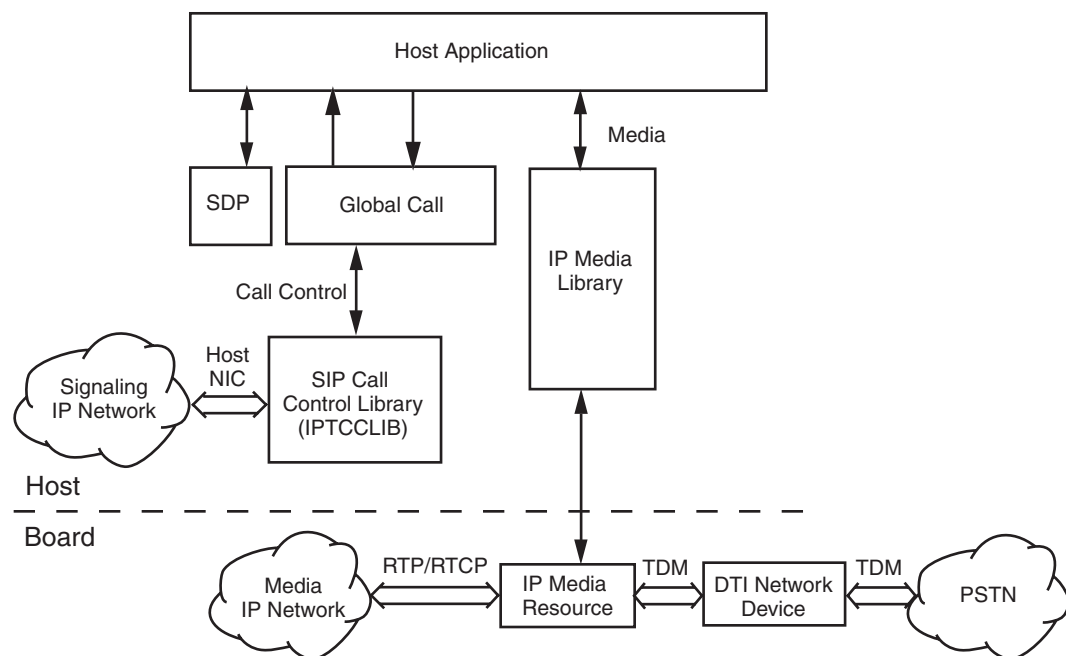 Host Application
Media
SDP
Global Call
IP Media
Library
Call Control
Host
NIC
Signaling
IP Network
SIP Call
Control Library
(IPTCCLIB)
Host
Board
Media
IP Network
RTP/RTCP
IP Media
Resource
TDM
DTI Network
Device
TDM
PSTN